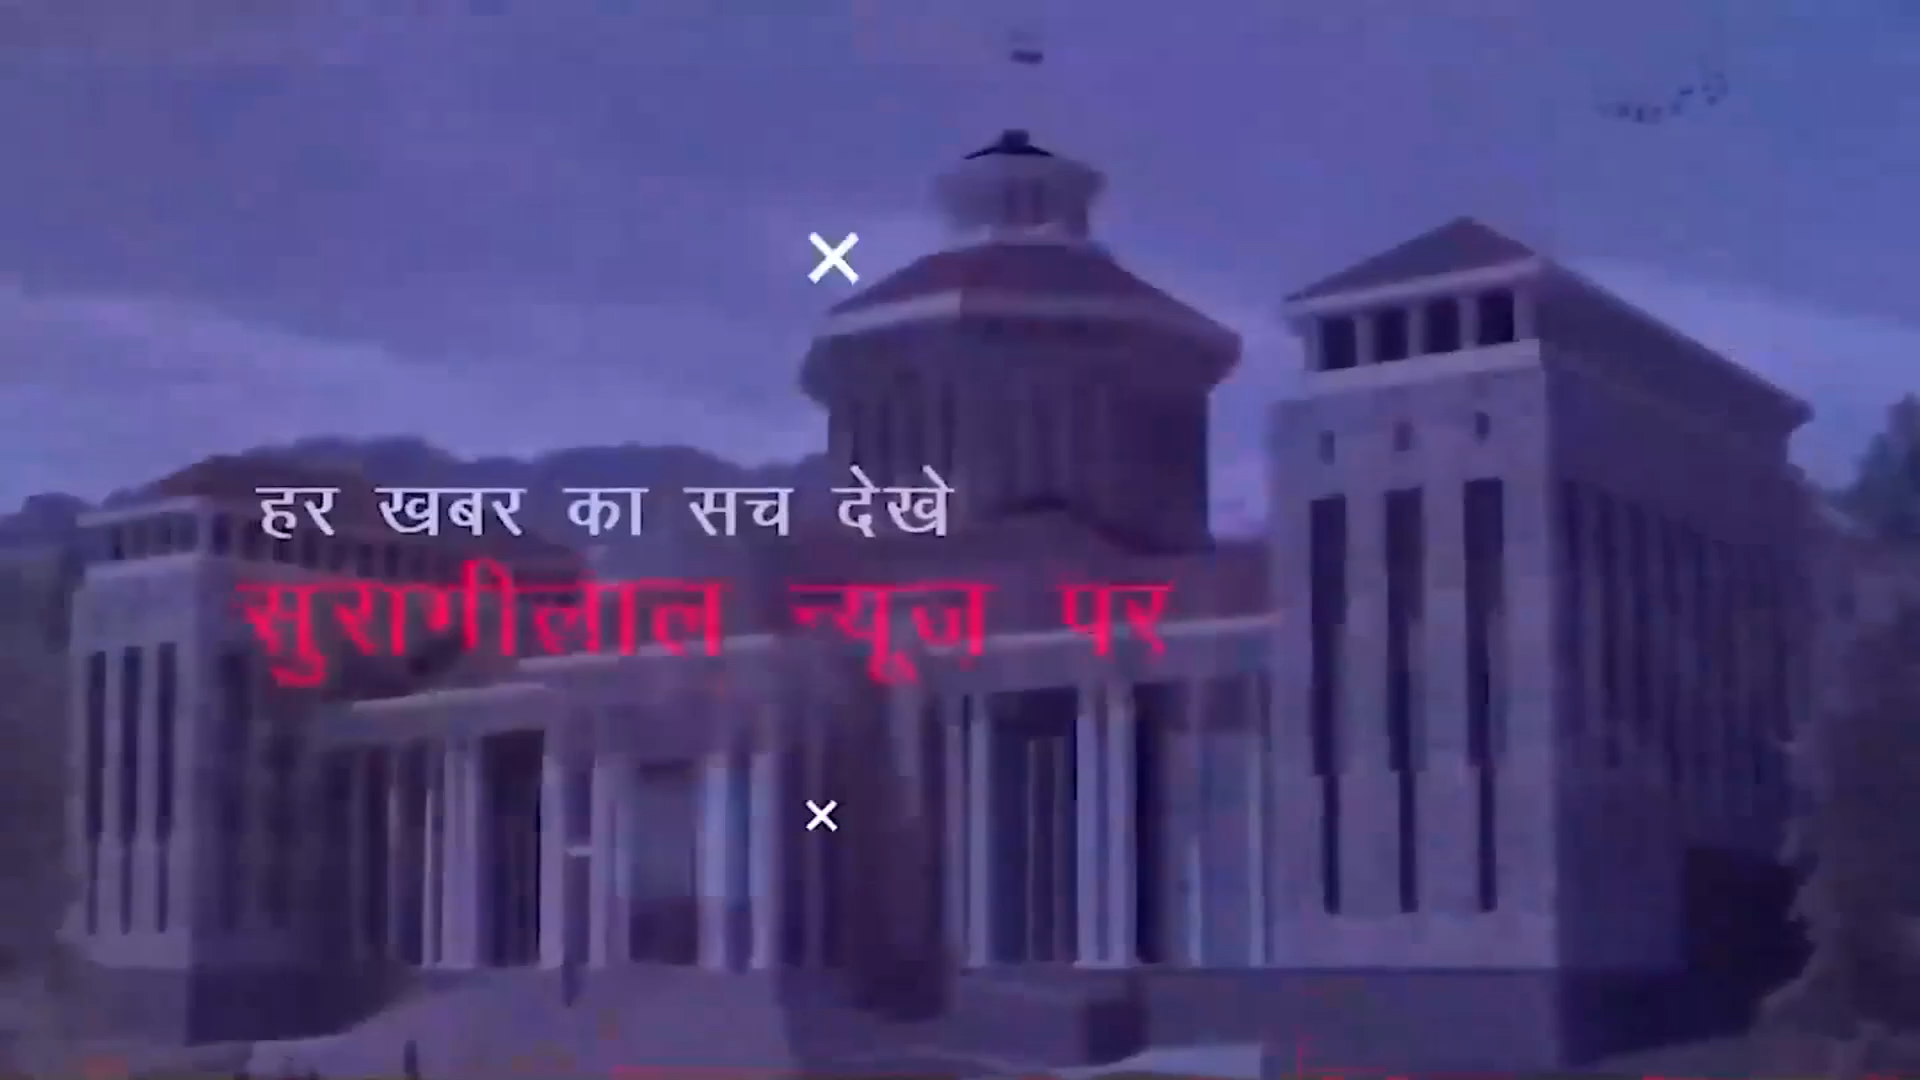 हर खबर का सच देखे
सुरागीलाल न्यूज़ पर